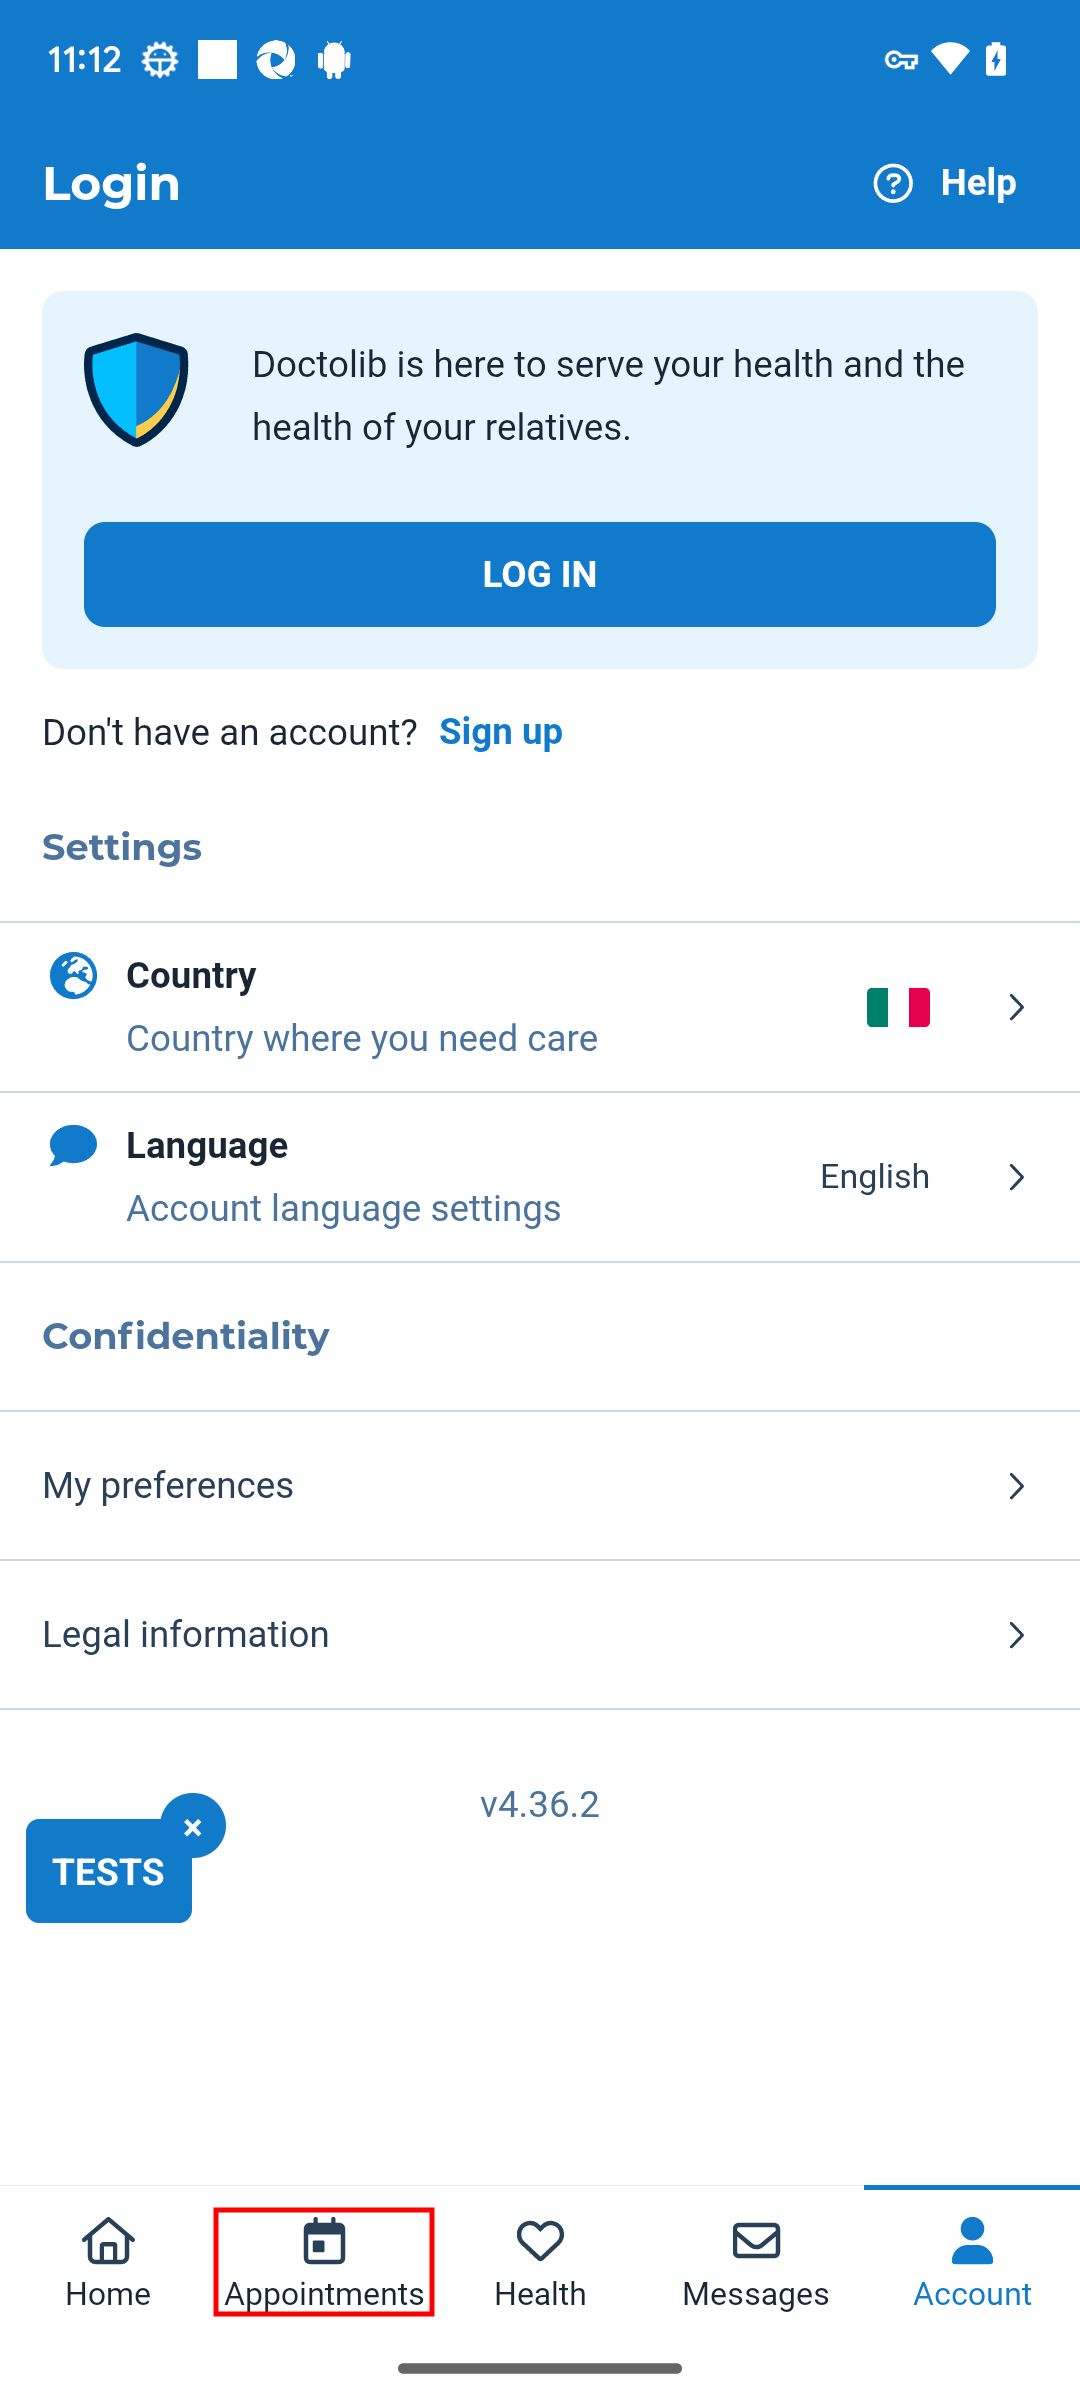 11:12
Login
Help
Doctolib is here to serve your health and the
health of your relatives.
LOG IN
Don't have an account? Sign up
Settings
Country
Country where you need care
Language
Account language settings
English
Confidentiality
My preferences
Legal information
v4.36.2
×
TESTS
Home
Appointments
Health
Messages
Account